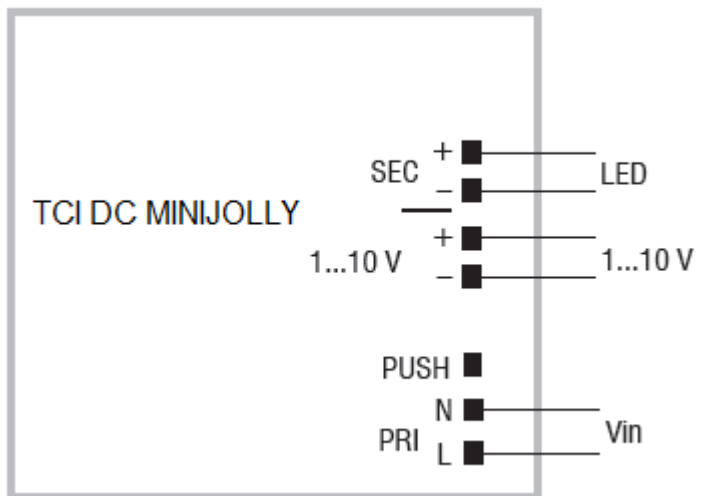 +
SEC
LED
−
TCI DC MINIJOLLY
+
1...10 V
1...10 V
−
PUSH
N
PRI
Vin
L